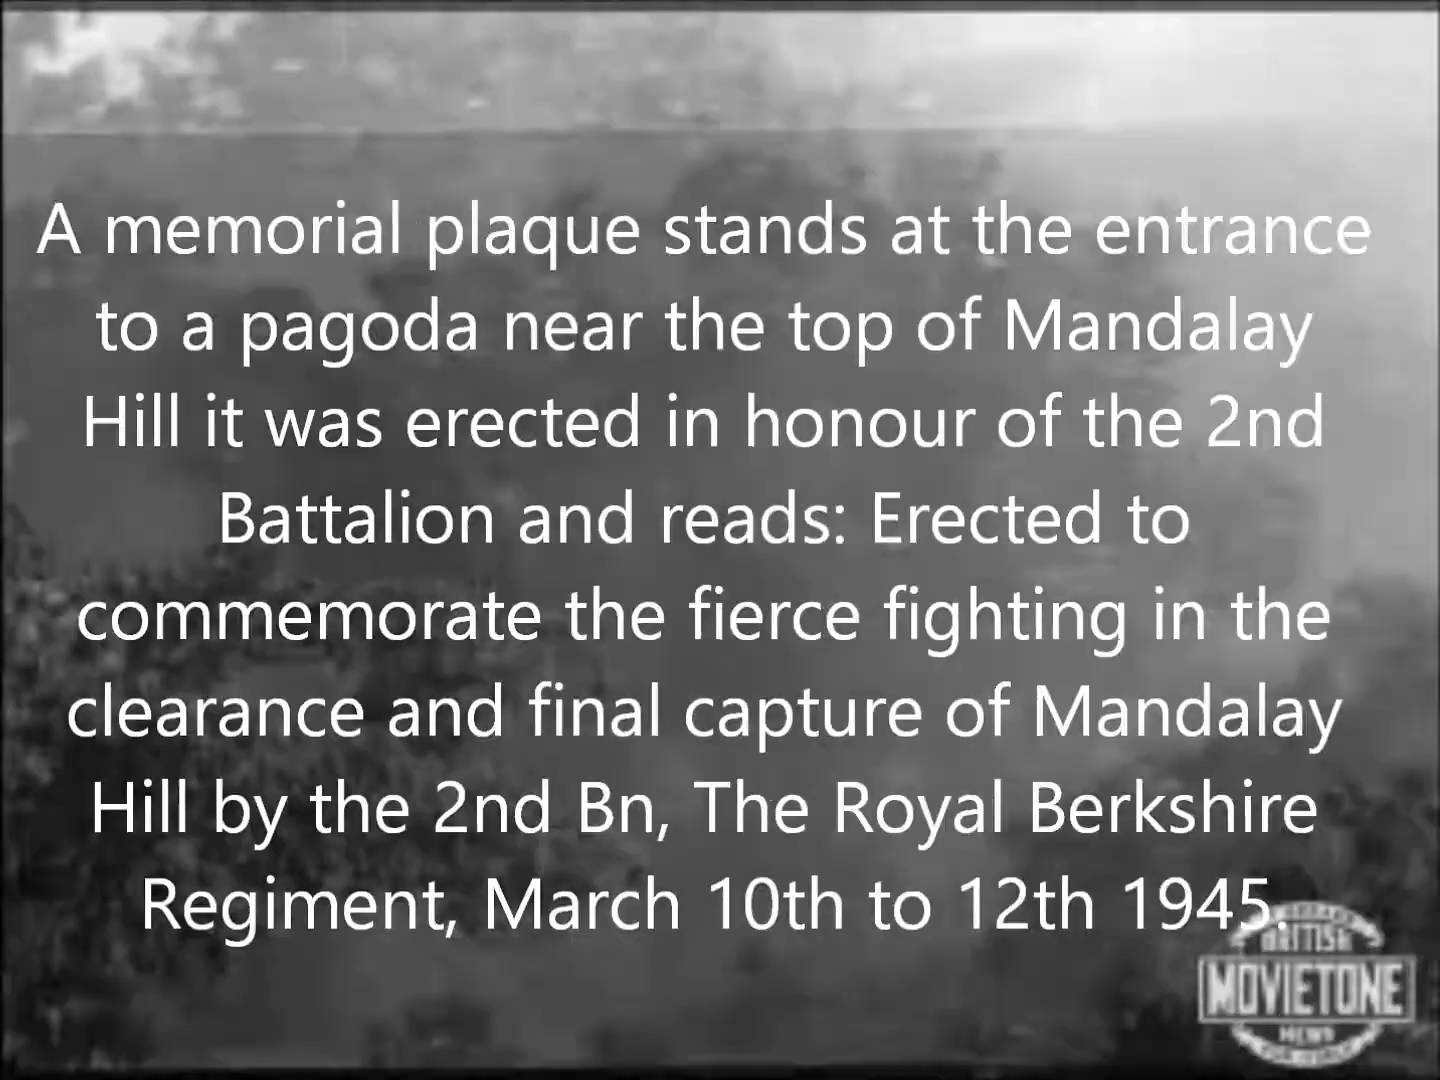 A memorial plaque stands at the entrance
to a pagoda near the top of Mandalay
Hill it was erected in honour of the 2nd
Battalion and reads: Erected to
commemorate the fierce fighting in the
clearance and final capture of Mandalay
Hill by the 2nd Bn, The Royal Berkshire
Regiment, March 10th to 12th 1945.
BRITISH
MOVIETONE
NEWS